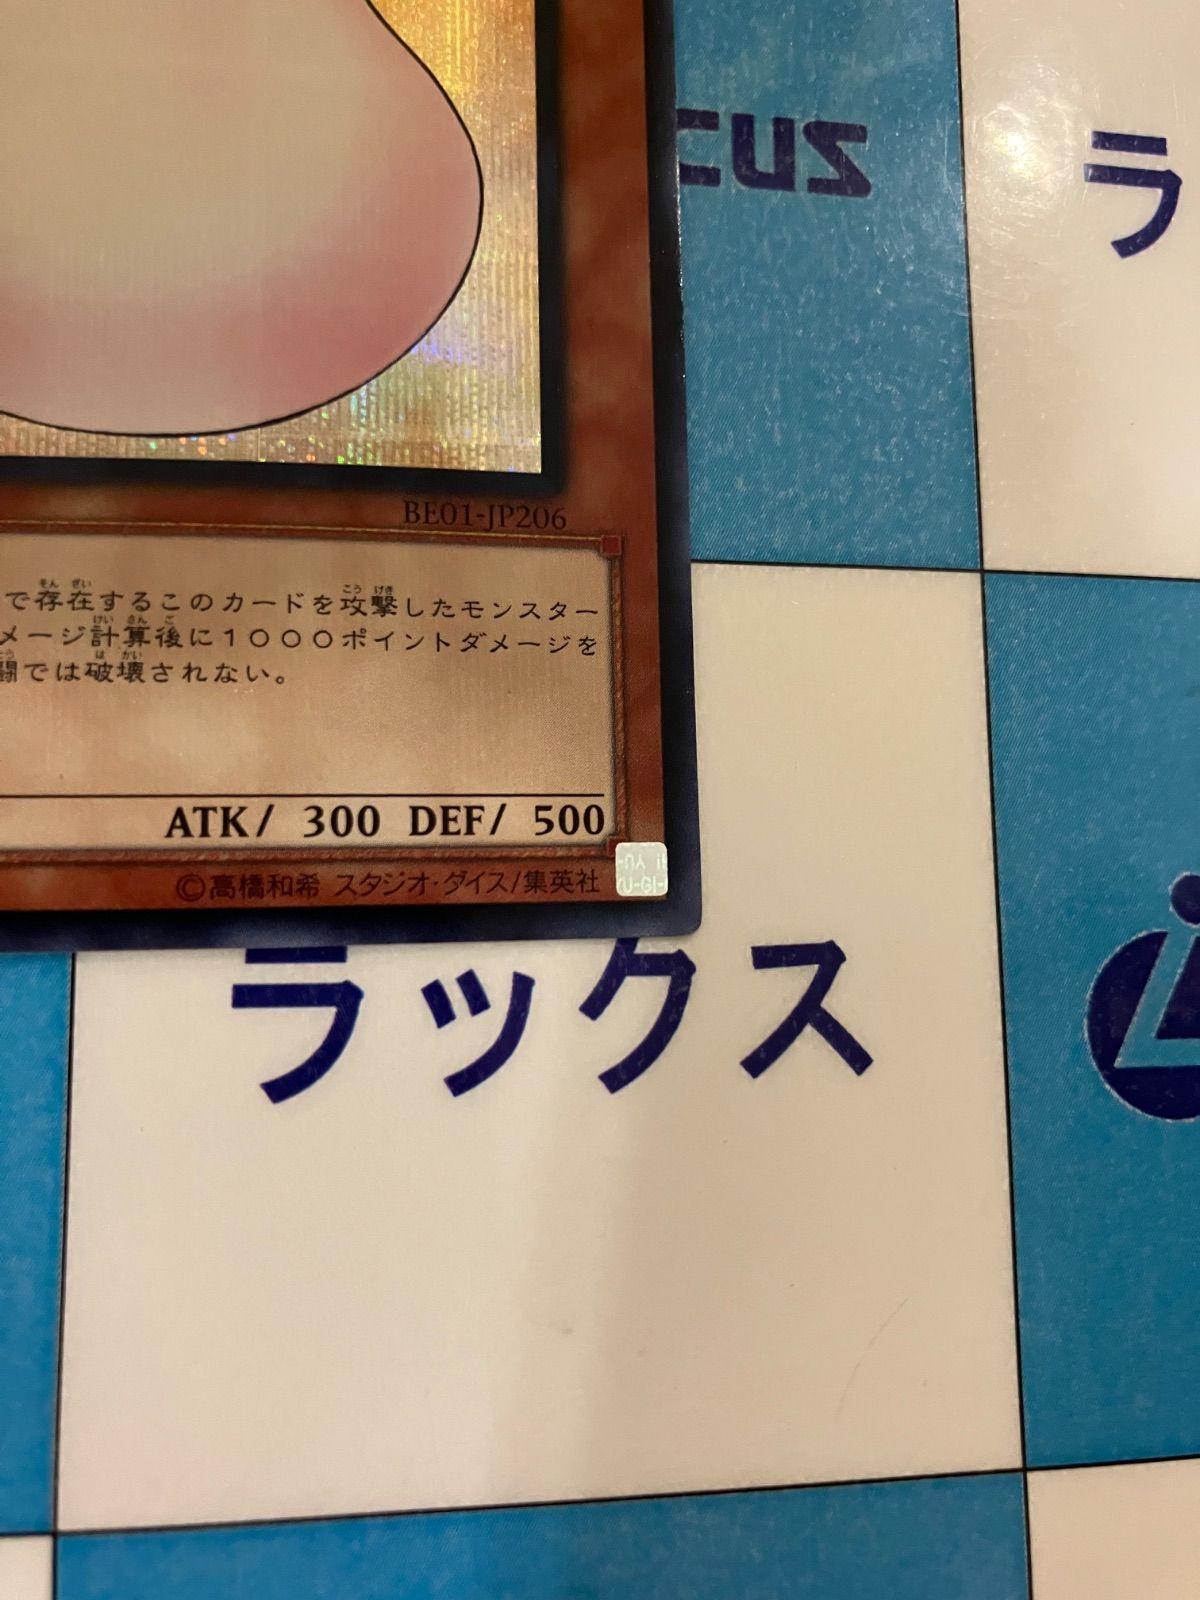 CUS
ラ
BE01-JP206
で存在するこのカードを攻撃したモンスター
メージ計算後に1000ポイントダメージを
闘では破壊されない。
ATK/ 300 DEF/ 500
©高橋和希 スタジオ・ダイス/集英社
ラックス